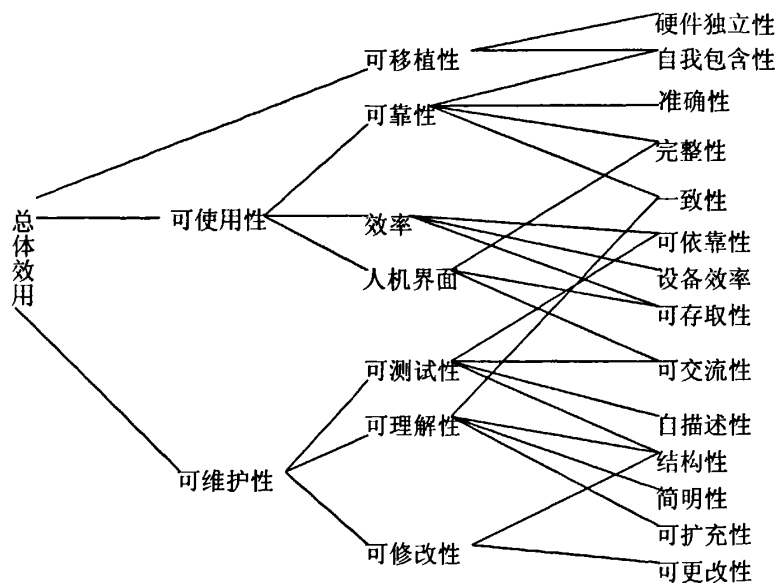 总体效用
可移植性
可使用性
可维护性
可靠性
效率
人机界面
可测试性
可理解性
可修改性
硬件独立性
自我包含性
准确性
完整性
一致性
可依靠性
设备效率
可存取性
可交流性
自描述性
结构性
简明性
可扩充性
可更改性